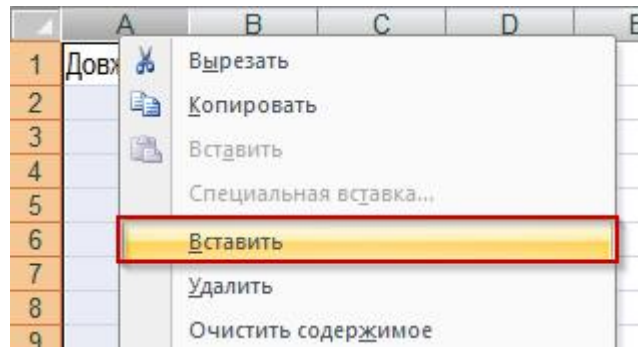 A B C D E
1 Довж
Вырезать
2 Копировать
3 Вставить
4
5 Специальная вставка...
6 Вставить
7 Удалить
8
9 Очистить содержимое